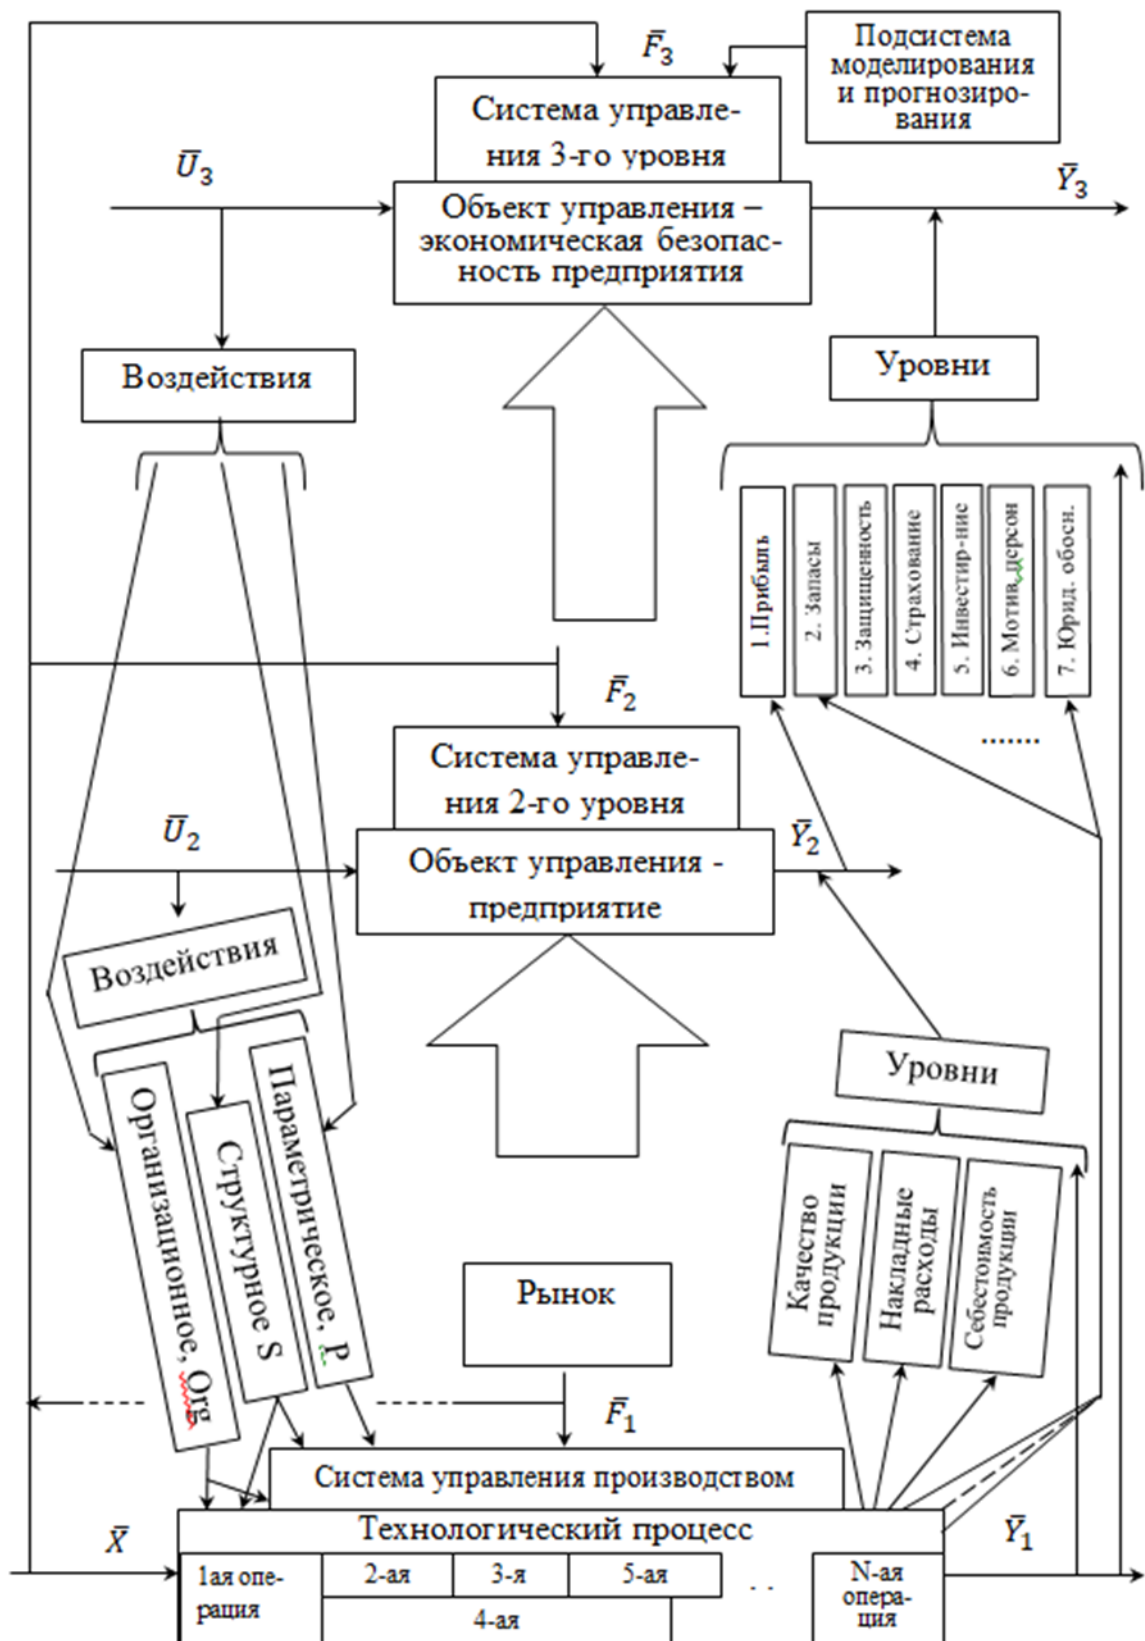 F̄₃
Подсистема
моделирования
и прогнозиро-
вания
Система управле-
ния 3-го уровня
Ū₃
Ȳ₃
Объект управления –
экономическая безопас-
ность предприятия
Воздействия
Уровни
1.Прибыль
2. Запасы
3. Защищенность
4. Страхование
5. Инвестир-ние
6. Мотив.персон
7. Юрид. обосн.
.......
F̄₂
Система управле-
ния 2-го уровня
Ū₂
Ȳ₂
Объект управления -
предприятие
Воздействия
Уровни
Организационное, Org
Структурное S
Параметрическое, P
Качество
продукции
Накладные
расходы
Себестоимость
продукции
Рынок
F̄₁
Система управления производством
Технологический процесс
X̄
Ȳ₁
1ая опе-
рация
2-ая
3-я
5-ая
. .
N-ая
опера-
ция
4-ая